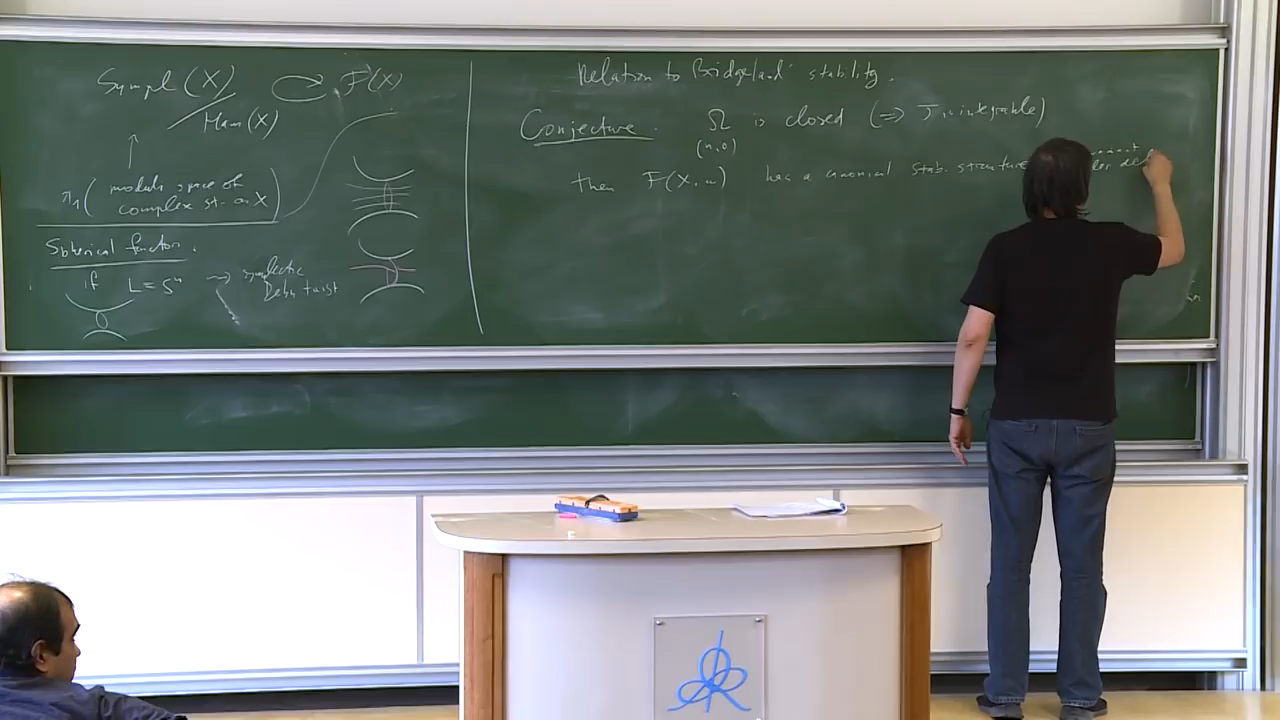 Sympl (X) / Ham (X) F(X)
π₁ ( moduli space of
complex st. on X )
Spherical functor.
if L = Sⁿ ⇝ symplectic
Dehn twist
Relation to Bridgeland stability.
Conjecture. Ω is closed (⇒ J is integrable)
(n,0)
then F(X,ω) has a canonical stab. structure